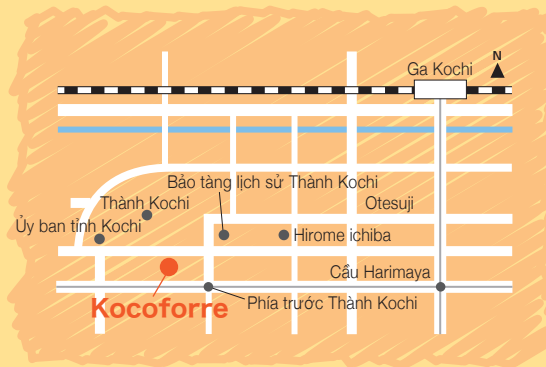 N
Ga Kochi
Bảo tàng lịch sử Thành Kochi
Thành Kochi
Otesuji
Ủy ban tỉnh Kochi
Hirome ichiba
Cầu Harimaya
Kocoforre
Phía trước Thành Kochi